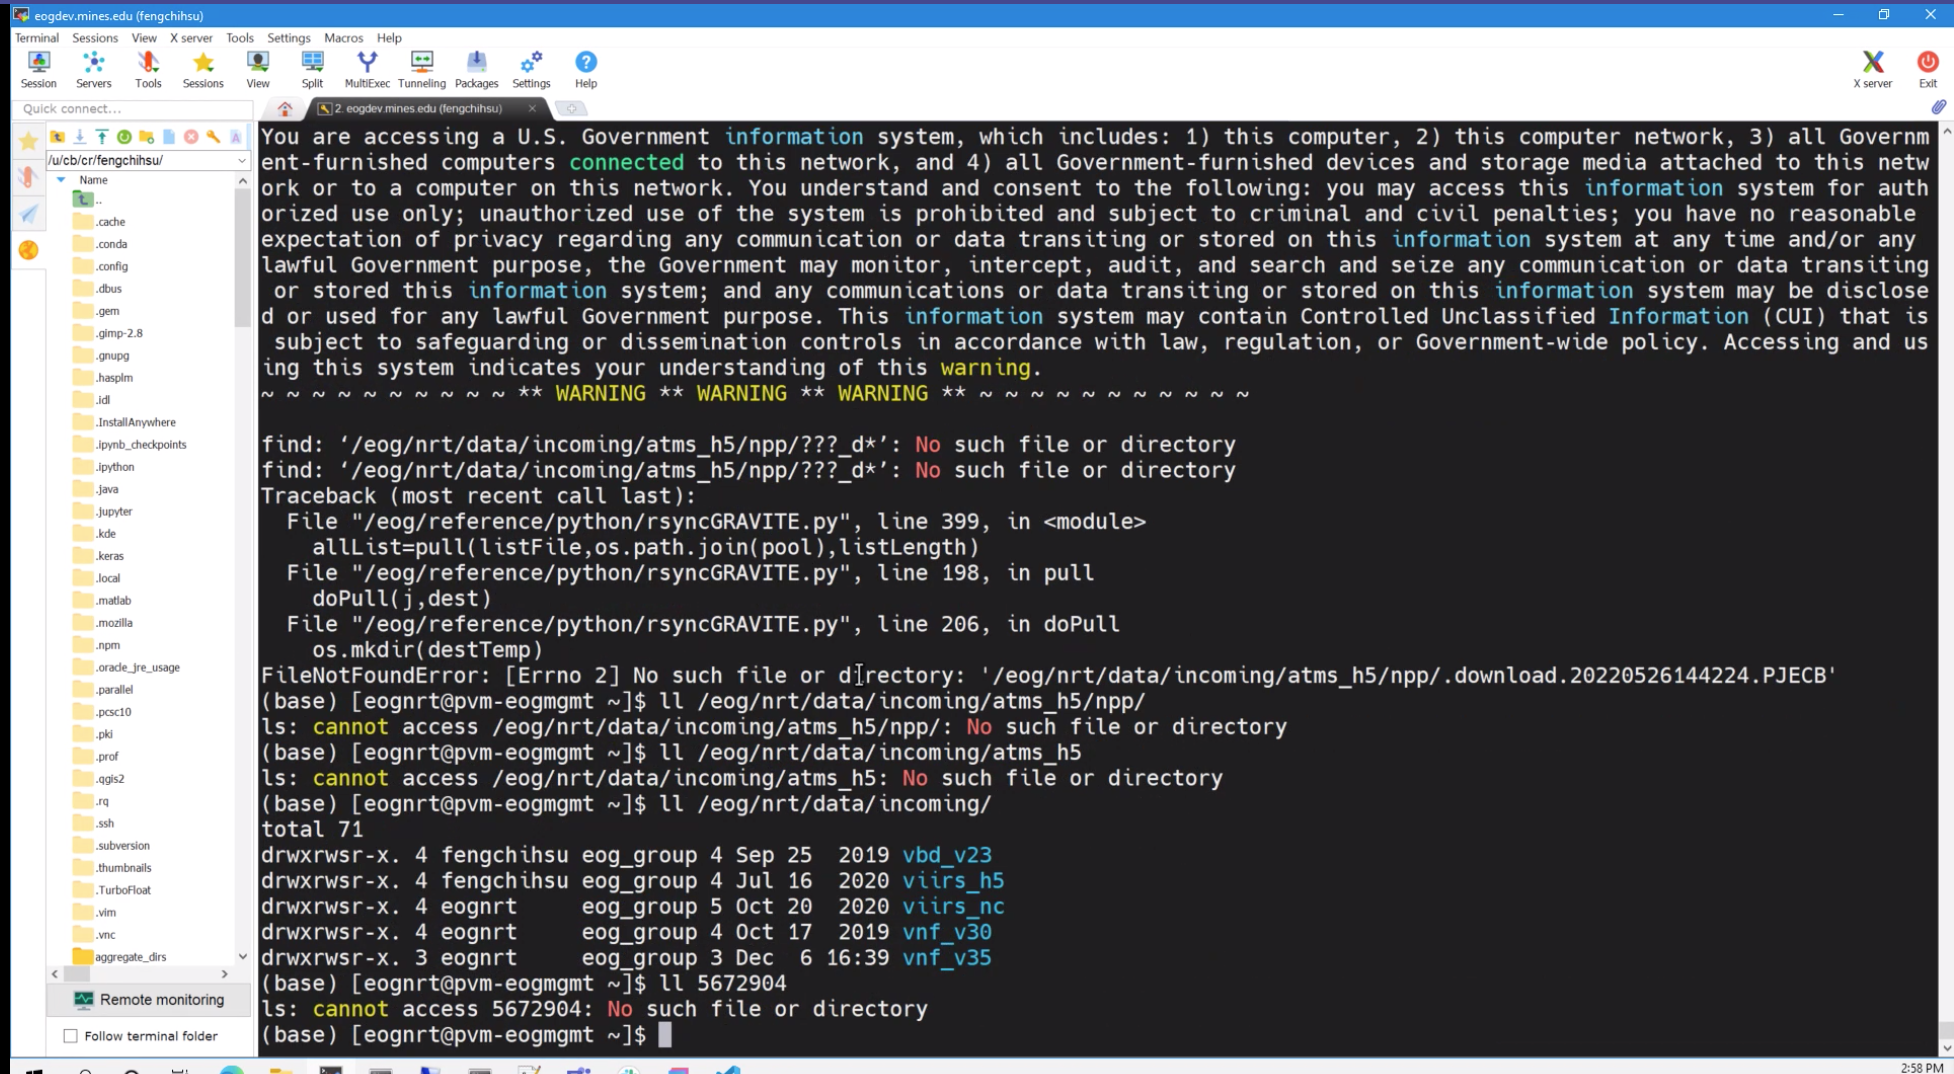 eogdev.mines.edu (fengchihsu)
Terminal Sessions View X server Tools Settings Macros Help
Session Servers Tools Sessions View Split MultiExec Tunneling Packages Settings Help X server Exit
Quick connect...
2. eogdev.mines.edu (fengchihsu)
/u/cb/cr/fengchihsu/
Name
..
.cache
.conda
.config
.dbus
.gem
.gimp-2.8
.gnupg
.hasplm
.idl
.InstallAnywhere
.ipynb_checkpoints
.ipython
.java
.jupyter
.kde
.keras
.local
.matlab
.mozilla
.npm
.oracle_jre_usage
.parallel
.pcsc10
.pki
.prof
.qgis2
.rq
.ssh
.subversion
.thumbnails
.TurboFloat
.vim
.vnc
aggregate_dirs
Remote monitoring
Follow terminal folder
You are accessing a U.S. Government information system, which includes: 1) this computer, 2) this computer network, 3) all Governm
ent-furnished computers connected to this network, and 4) all Government-furnished devices and storage media attached to this netw
ork or to a computer on this network. You understand and consent to the following: you may access this information system for auth
orized use only; unauthorized use of the system is prohibited and subject to criminal and civil penalties; you have no reasonable
expectation of privacy regarding any communication or data transiting or stored on this information system at any time and/or any
lawful Government purpose, the Government may monitor, intercept, audit, and search and seize any communication or data transiting
or stored this information system; and any communications or data transiting or stored on this information system may be disclose
d or used for any lawful Government purpose. This information system may contain Controlled Unclassified Information (CUI) that is
subject to safeguarding or dissemination controls in accordance with law, regulation, or Government-wide policy. Accessing and us
ing this system indicates your understanding of this warning.
~ ~ ~ ~ ~ ~ ~ ~ ~ ~ ** WARNING ** WARNING ** WARNING ** ~ ~ ~ ~ ~ ~ ~ ~ ~ ~ ~
find: ‘/eog/nrt/data/incoming/atms_h5/npp/???_d*’: No such file or directory
find: ‘/eog/nrt/data/incoming/atms_h5/npp/???_d*’: No such file or directory
Traceback (most recent call last):
File "/eog/reference/python/rsyncGRAVITE.py", line 399, in <module>
allList=pull(listFile,os.path.join(pool),listLength)
File "/eog/reference/python/rsyncGRAVITE.py", line 198, in pull
doPull(j,dest)
File "/eog/reference/python/rsyncGRAVITE.py", line 206, in doPull
os.mkdir(destTemp)
FileNotFoundError: [Errno 2] No such file or directory: '/eog/nrt/data/incoming/atms_h5/npp/.download.20220526144224.PJECB'
(base) [eognrt@pvm-eogmgmt ~]$ ll /eog/nrt/data/incoming/atms_h5/npp/
ls: cannot access /eog/nrt/data/incoming/atms_h5/npp/: No such file or directory
(base) [eognrt@pvm-eogmgmt ~]$ ll /eog/nrt/data/incoming/atms_h5
ls: cannot access /eog/nrt/data/incoming/atms_h5: No such file or directory
(base) [eognrt@pvm-eogmgmt ~]$ ll /eog/nrt/data/incoming/
total 71
drwxrwsr-x. 4 fengchihsu eog_group 4 Sep 25 2019 vbd_v23
drwxrwsr-x. 4 fengchihsu eog_group 4 Jul 16 2020 viirs_h5
drwxrwsr-x. 4 eognrt eog_group 5 Oct 20 2020 viirs_nc
drwxrwsr-x. 4 eognrt eog_group 4 Oct 17 2019 vnf_v30
drwxrwsr-x. 3 eognrt eog_group 3 Dec 6 16:39 vnf_v35
(base) [eognrt@pvm-eogmgmt ~]$ ll 5672904
ls: cannot access 5672904: No such file or directory
(base) [eognrt@pvm-eogmgmt ~]$
2:58 PM